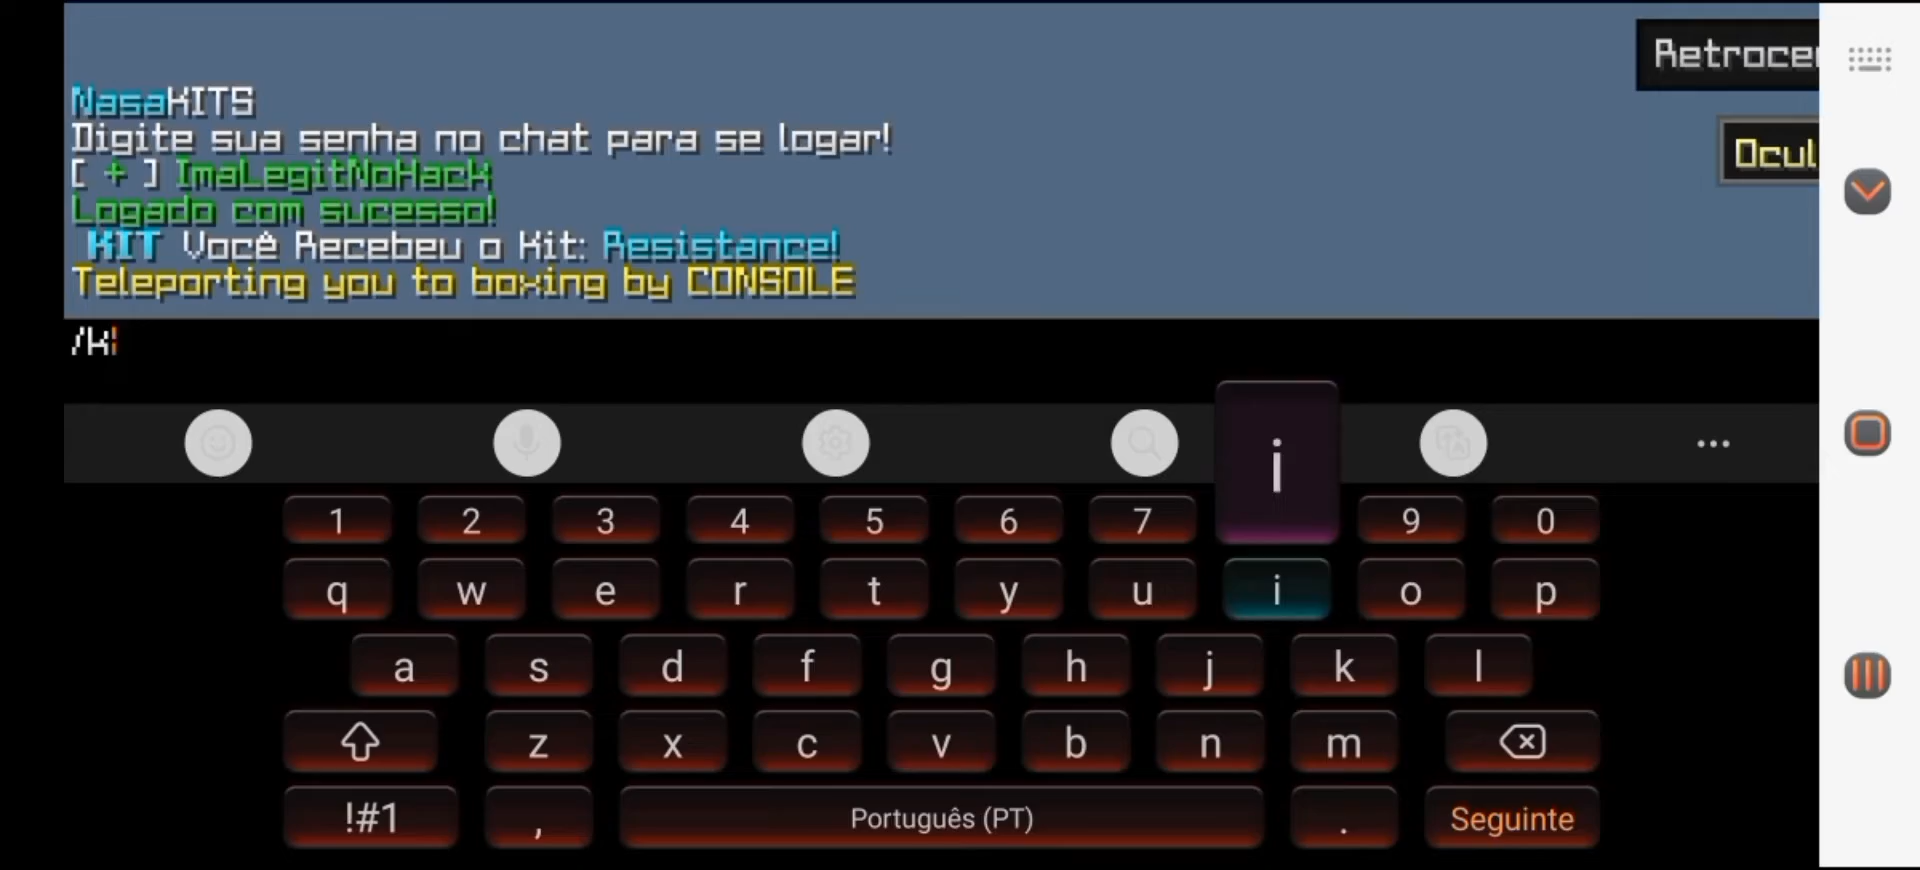 NasaKITS
Digite sua senha no chat para se logar!
[ + ] ImaLegitNoHack
Logado com sucesso!
KIT Você Recebeu o Kit: Resistance!
Teleporting you to boxing by CONSOLE
/k
Retroce
Ocul
i
1 2 3 4 5 6 7 9 0
q w e r t y u i o p
a s d f g h j k l
z x c v b n m
!#1 , Português (PT) . Seguinte